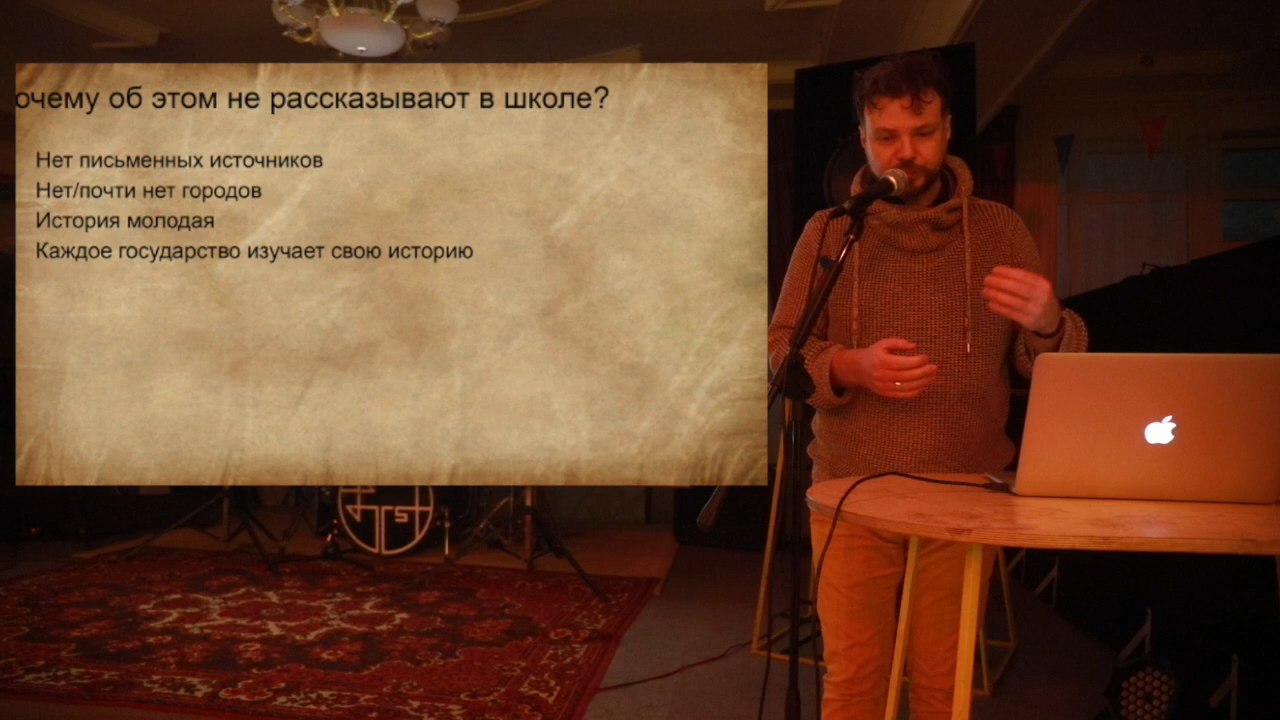 очему об этом не рассказывают в школе?
Нет письменных источников
Нет/почти нет городов
История молодая
Каждое государство изучает свою историю